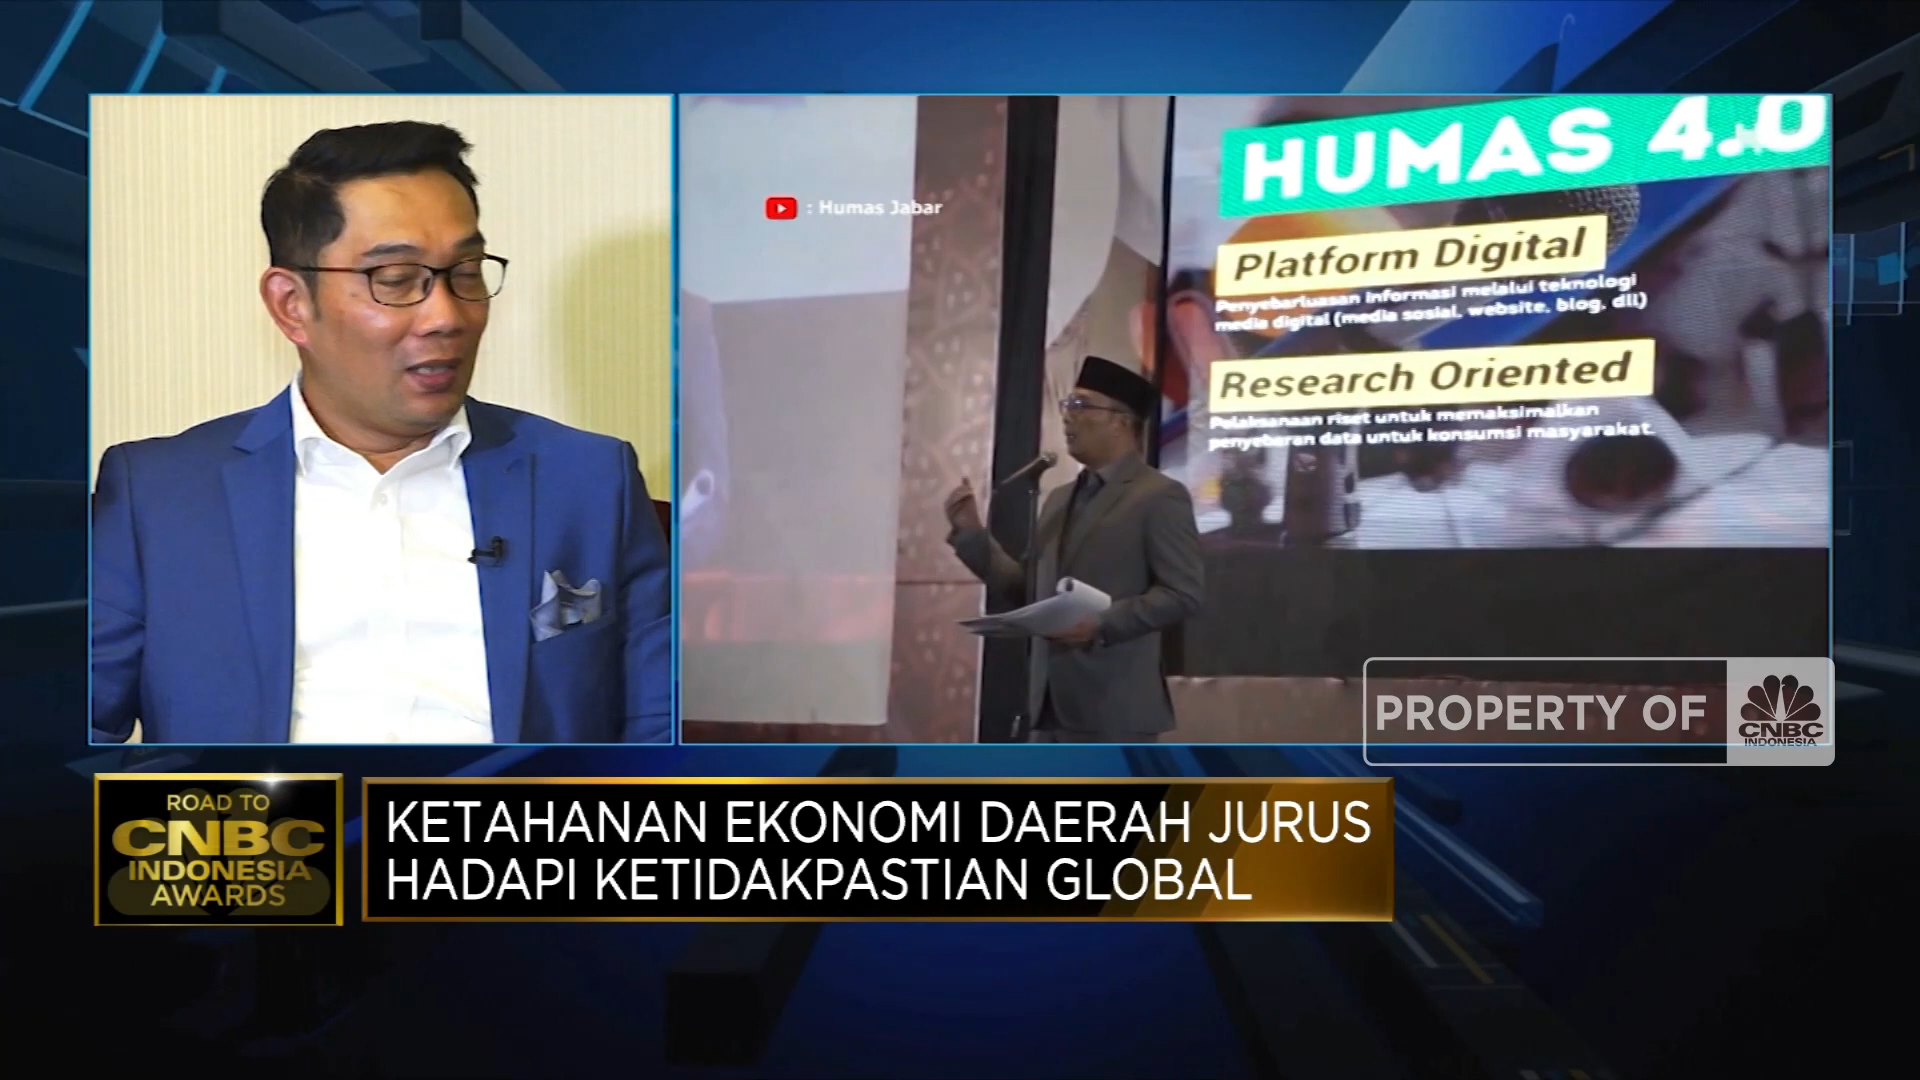 HUMAS 4.0
: Humas Jabar
Platform Digital
Penyebarluasan informasi melalui teknologi
media digital (media sosial, website, blog, dll)
Research Oriented
Pelaksanaan riset untuk memaksimalkan
penyebaran data untuk konsumsi masyarakat.
PROPERTY OF
CNBC
INDONESIA
ROAD TO
CNBC
INDONESIA
AWARDS
KETAHANAN EKONOMI DAERAH JURUS
HADAPI KETIDAKPASTIAN GLOBAL